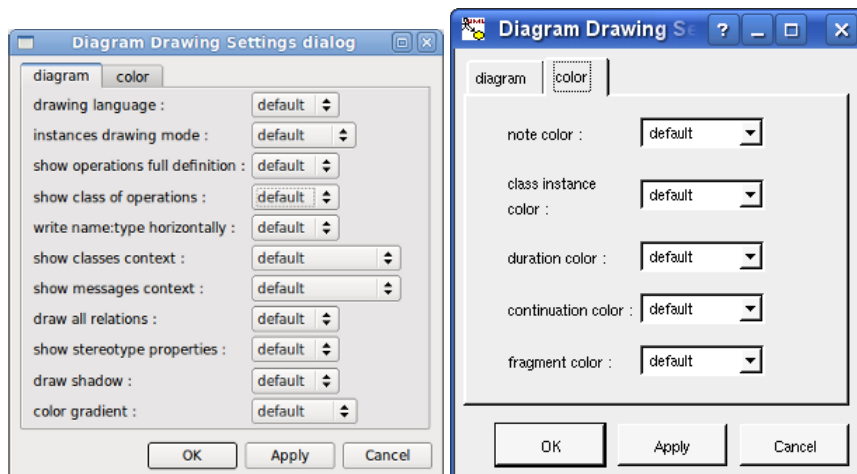 Diagram Drawing Settings dialog
diagram color
drawing language : default
instances drawing mode : default
show operations full definition : default
show class of operations : default
write name:type horizontally : default
show classes context : default
show messages context : default
draw all relations : default
show stereotype properties : default
draw shadow : default
color gradient : default
OK Apply Cancel
Diagram Drawing Se ?
diagram color
note color : default
class instance
color : default
duration color : default
continuation color : default
fragment color : default
OK Apply Cancel